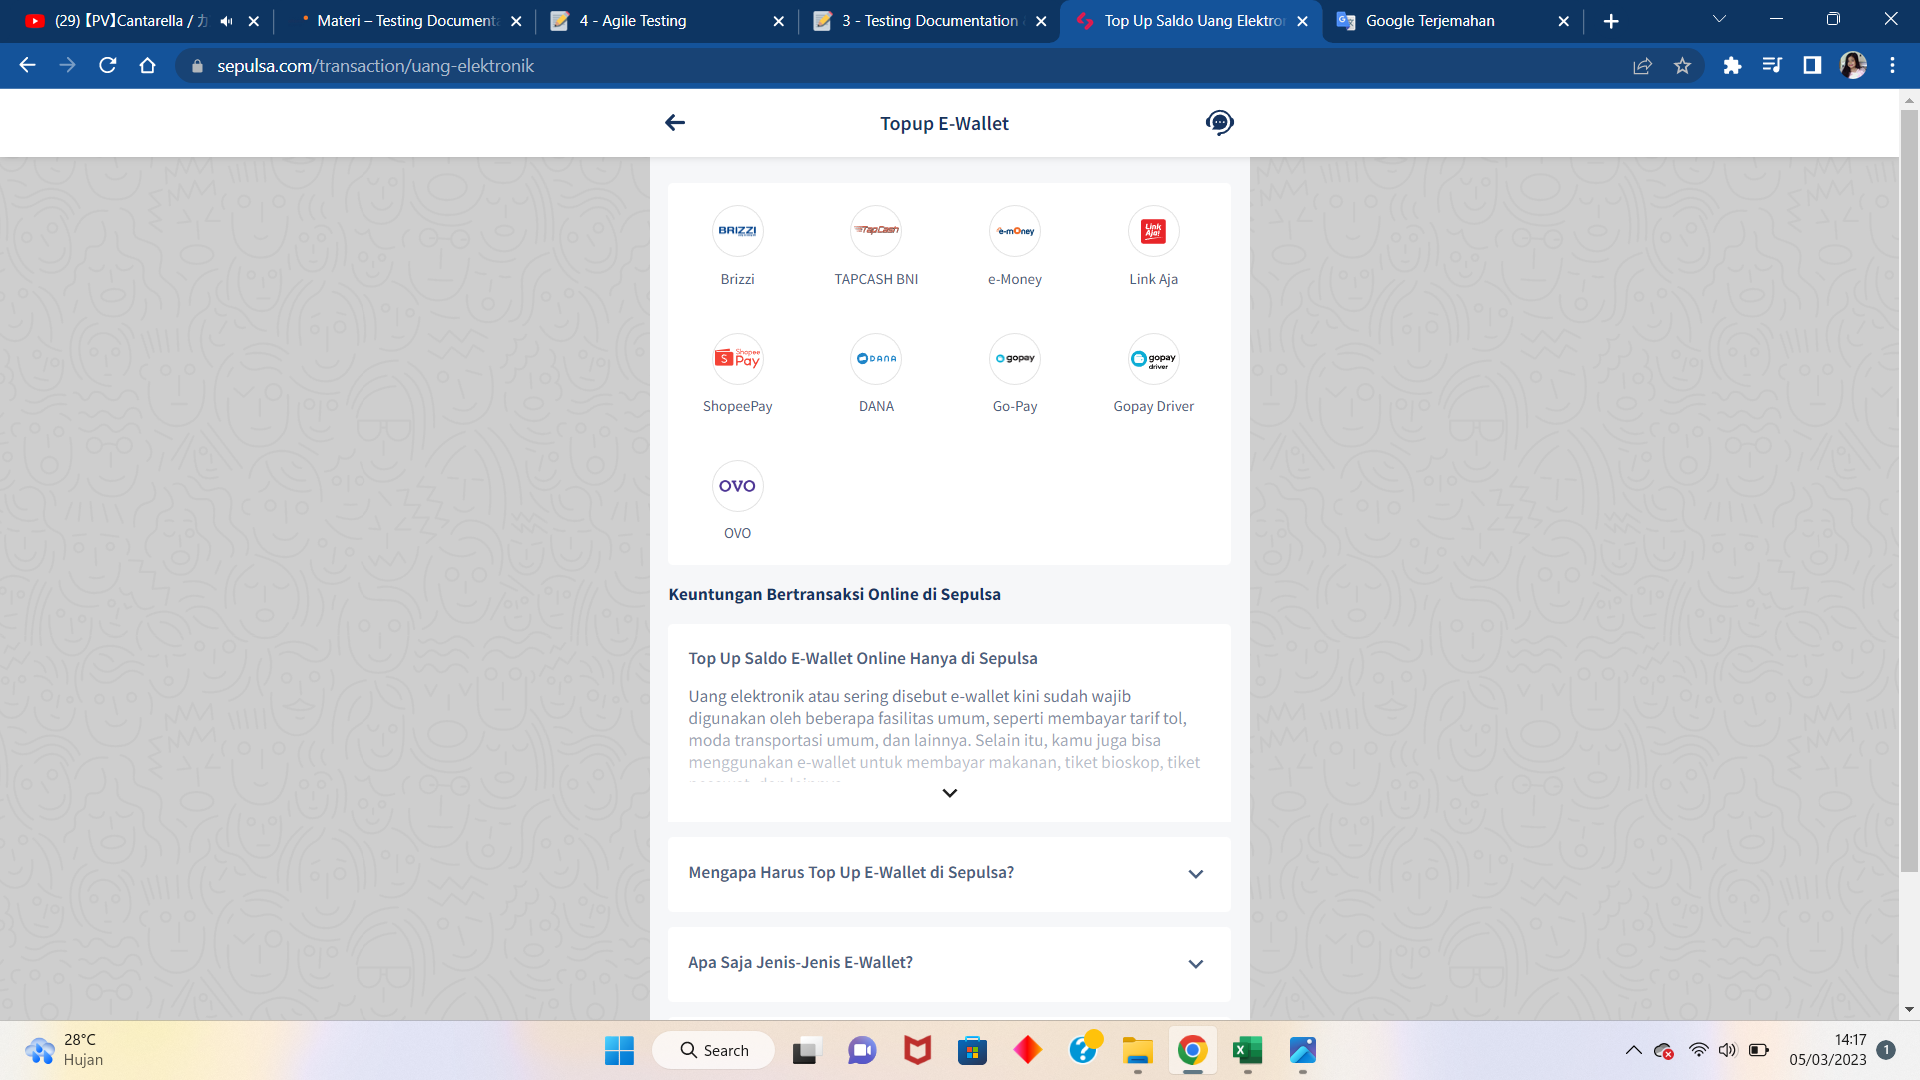 (29) 【PV】Cantarella /
Materi – Testing Documenta
4 - Agile Testing
3 - Testing Documentation
Top Up Saldo Uang Elektron
Google Terjemahan
sepulsa.com/transaction/uang-elektronik
Topup E-Wallet
BRIZZI
TapCash
e-money
Link Aja!
Brizzi
TAPCASH BNI
e-Money
Link Aja
S Shopee Pay
DANA
gopay
gopay driver
ShopeePay
DANA
Go-Pay
Gopay Driver
OVO
OVO
Keuntungan Bertransaksi Online di Sepulsa
Top Up Saldo E-Wallet Online Hanya di Sepulsa
Uang elektronik atau sering disebut e-wallet kini sudah wajib
digunakan oleh beberapa fasilitas umum, seperti membayar tarif tol,
moda transportasi umum, dan lainnya. Selain itu, kamu juga bisa
menggunakan e-wallet untuk membayar makanan, tiket bioskop, tiket
Mengapa Harus Top Up E-Wallet di Sepulsa?
Apa Saja Jenis-Jenis E-Wallet?
28°C
Hujan
Search
14:17
05/03/2023
1